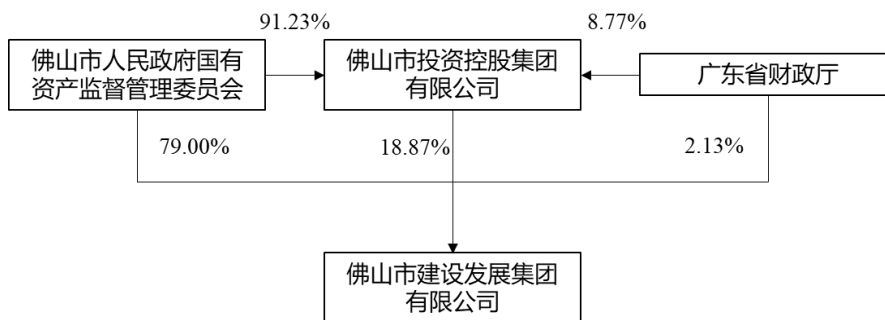 91.23%
8.77%
佛山市人民政府国有
资产监督管理委员会
佛山市投资控股集团
有限公司
广东省财政厅
79.00%
18.87%
2.13%
佛山市建设发展集团
有限公司